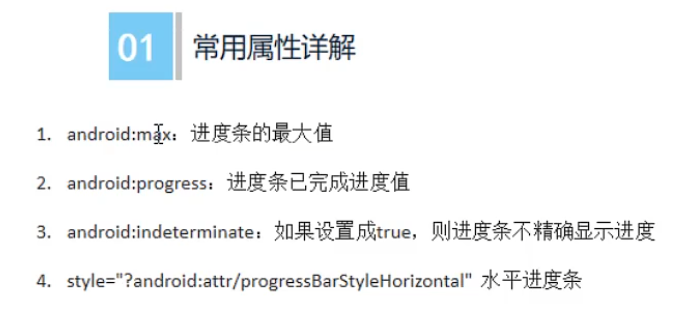 01 常用属性详解
1. android:max：进度条的最大值
2. android:progress：进度条已完成进度值
3. android:indeterminate：如果设置成true，则进度条不精确显示进度
4. style="?android:attr/progressBarStyleHorizontal" 水平进度条